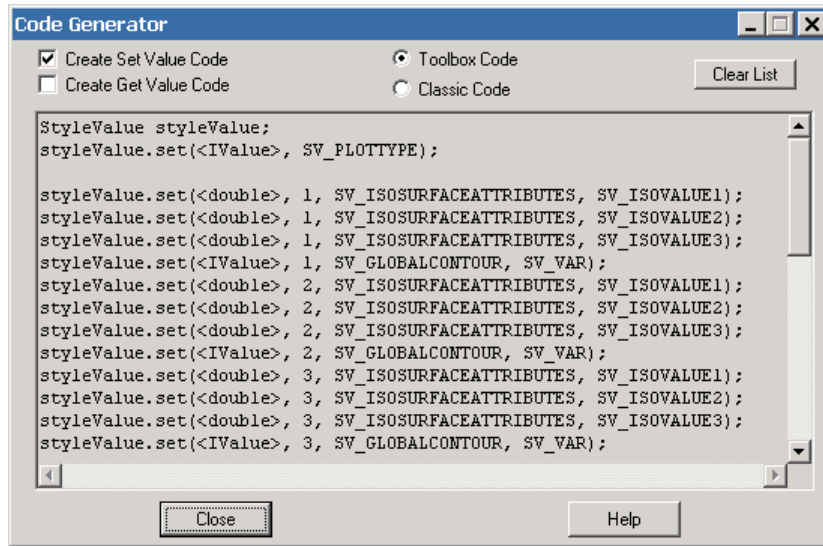 Code Generator
Create Set Value Code
Toolbox Code
Clear List
Create Get Value Code
Classic Code
StyleValue styleValue;
styleValue.set(<IValue>, SV_PLOTTYPE);
styleValue.set(<double>, 1, SV_ISOSURFACEATTRIBUTES, SV_ISOVALUE1);
styleValue.set(<double>, 1, SV_ISOSURFACEATTRIBUTES, SV_ISOVALUE2);
styleValue.set(<double>, 1, SV_ISOSURFACEATTRIBUTES, SV_ISOVALUE3);
styleValue.set(<IValue>, 1, SV_GLOBALCONTOUR, SV_VAR);
styleValue.set(<double>, 2, SV_ISOSURFACEATTRIBUTES, SV_ISOVALUE1);
styleValue.set(<double>, 2, SV_ISOSURFACEATTRIBUTES, SV_ISOVALUE2);
styleValue.set(<double>, 2, SV_ISOSURFACEATTRIBUTES, SV_ISOVALUE3);
styleValue.set(<IValue>, 2, SV_GLOBALCONTOUR, SV_VAR);
styleValue.set(<double>, 3, SV_ISOSURFACEATTRIBUTES, SV_ISOVALUE1);
styleValue.set(<double>, 3, SV_ISOSURFACEATTRIBUTES, SV_ISOVALUE2);
styleValue.set(<double>, 3, SV_ISOSURFACEATTRIBUTES, SV_ISOVALUE3);
styleValue.set(<IValue>, 3, SV_GLOBALCONTOUR, SV_VAR);
Close
Help